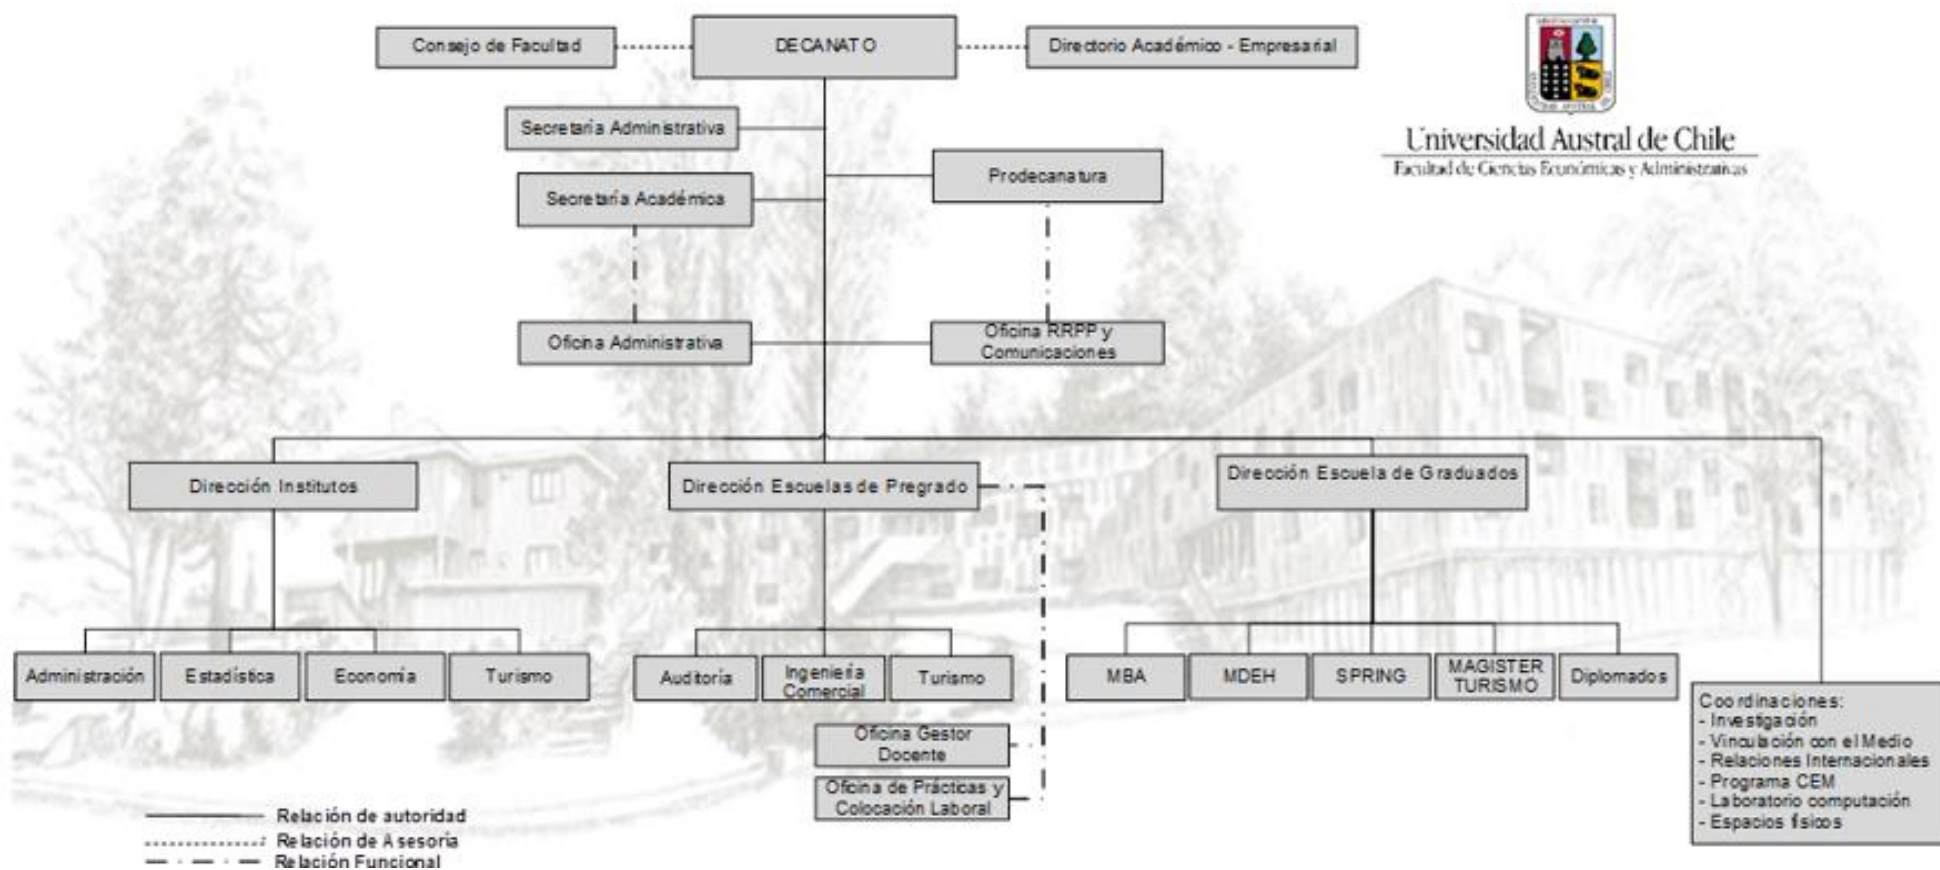 Consejo de Facultad
DECANATO
Directorio Académico - Empresarial
Universidad Austral de Chile
Facultad de Ciencias Económicas y Administrativas
Secretaría Administrativa
Prodecanatura
Secretaría Académica
Oficina Administrativa
Oficina RRPP y
Comunicaciones
Dirección Institutos
Dirección Escuelas de Pregrado
Dirección Escuela de Graduados
Administración
Estadística
Economía
Turismo
Auditoría
Ingeniería
Comercial
Turismo
MBA
MDEH
SPRING
MAGISTER
TURISMO
Diplomados
Oficina Gestor
Docente
Oficina de Prácticas y
Colocación Laboral
Coordinaciones:
- Investigación
- Vinculación con el Medio
- Relaciones Internacionales
- Programa CEM
- Laboratorio computación
- Espacios físicos
Relación de autoridad
Relación de Asesoría
Relación Funcional